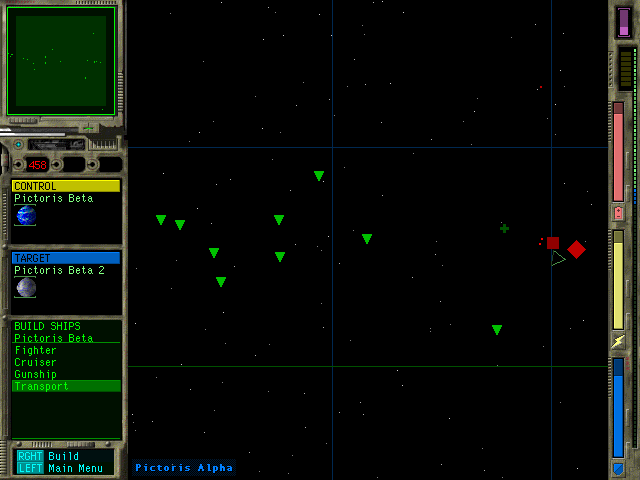 458
CONTROL
Pictoris Beta
TARGET
Pictoris Beta 2
BUILD SHIPS
Pictoris Beta
Fighter
Cruiser
Gunship
Transport
RGHT Build
LEFT Main Menu
Pictoris Alpha